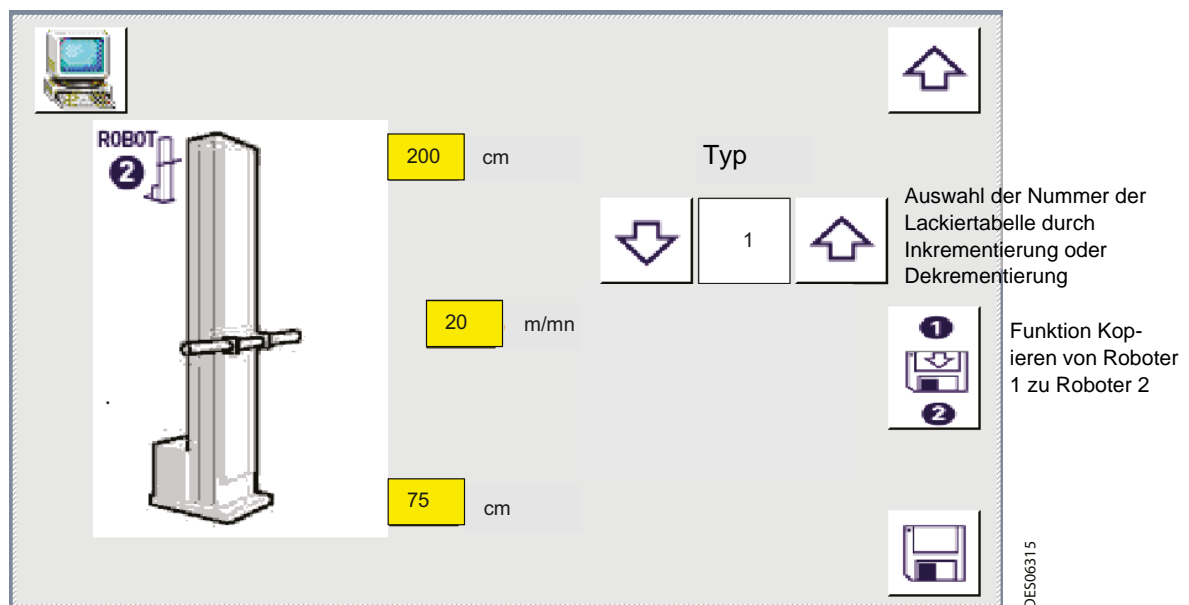 ROBOT
2
200 cm
Typ
1
Auswahl der Nummer der
Lackiertabelle durch
Inkrementierung oder
Dekrementierung
20 m/mn
1
2
Funktion Kop-
ieren von Roboter
1 zu Roboter 2
75 cm
DES06315